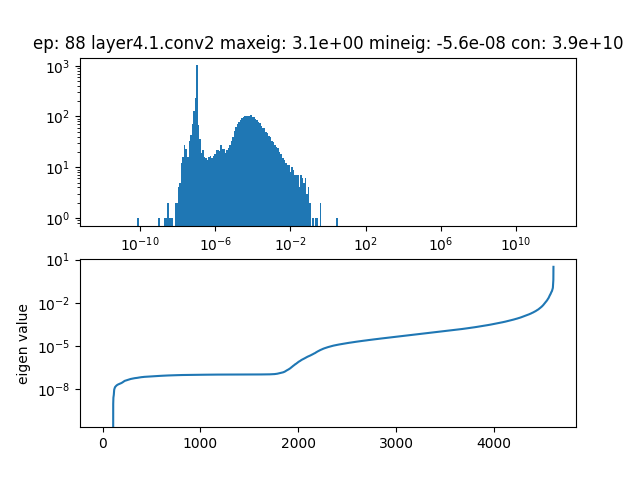 ep: 88 layer4.1.conv2 maxeig: 3.1e+00 mineig: -5.6e-08 con: 3.9e+10
10³
10²
10¹
10⁰
10⁻¹⁰ 10⁻⁶ 10⁻² 10² 10⁶ 10¹⁰
10¹
10⁻²
10⁻⁵
10⁻⁸
eigen value
0 1000 2000 3000 4000